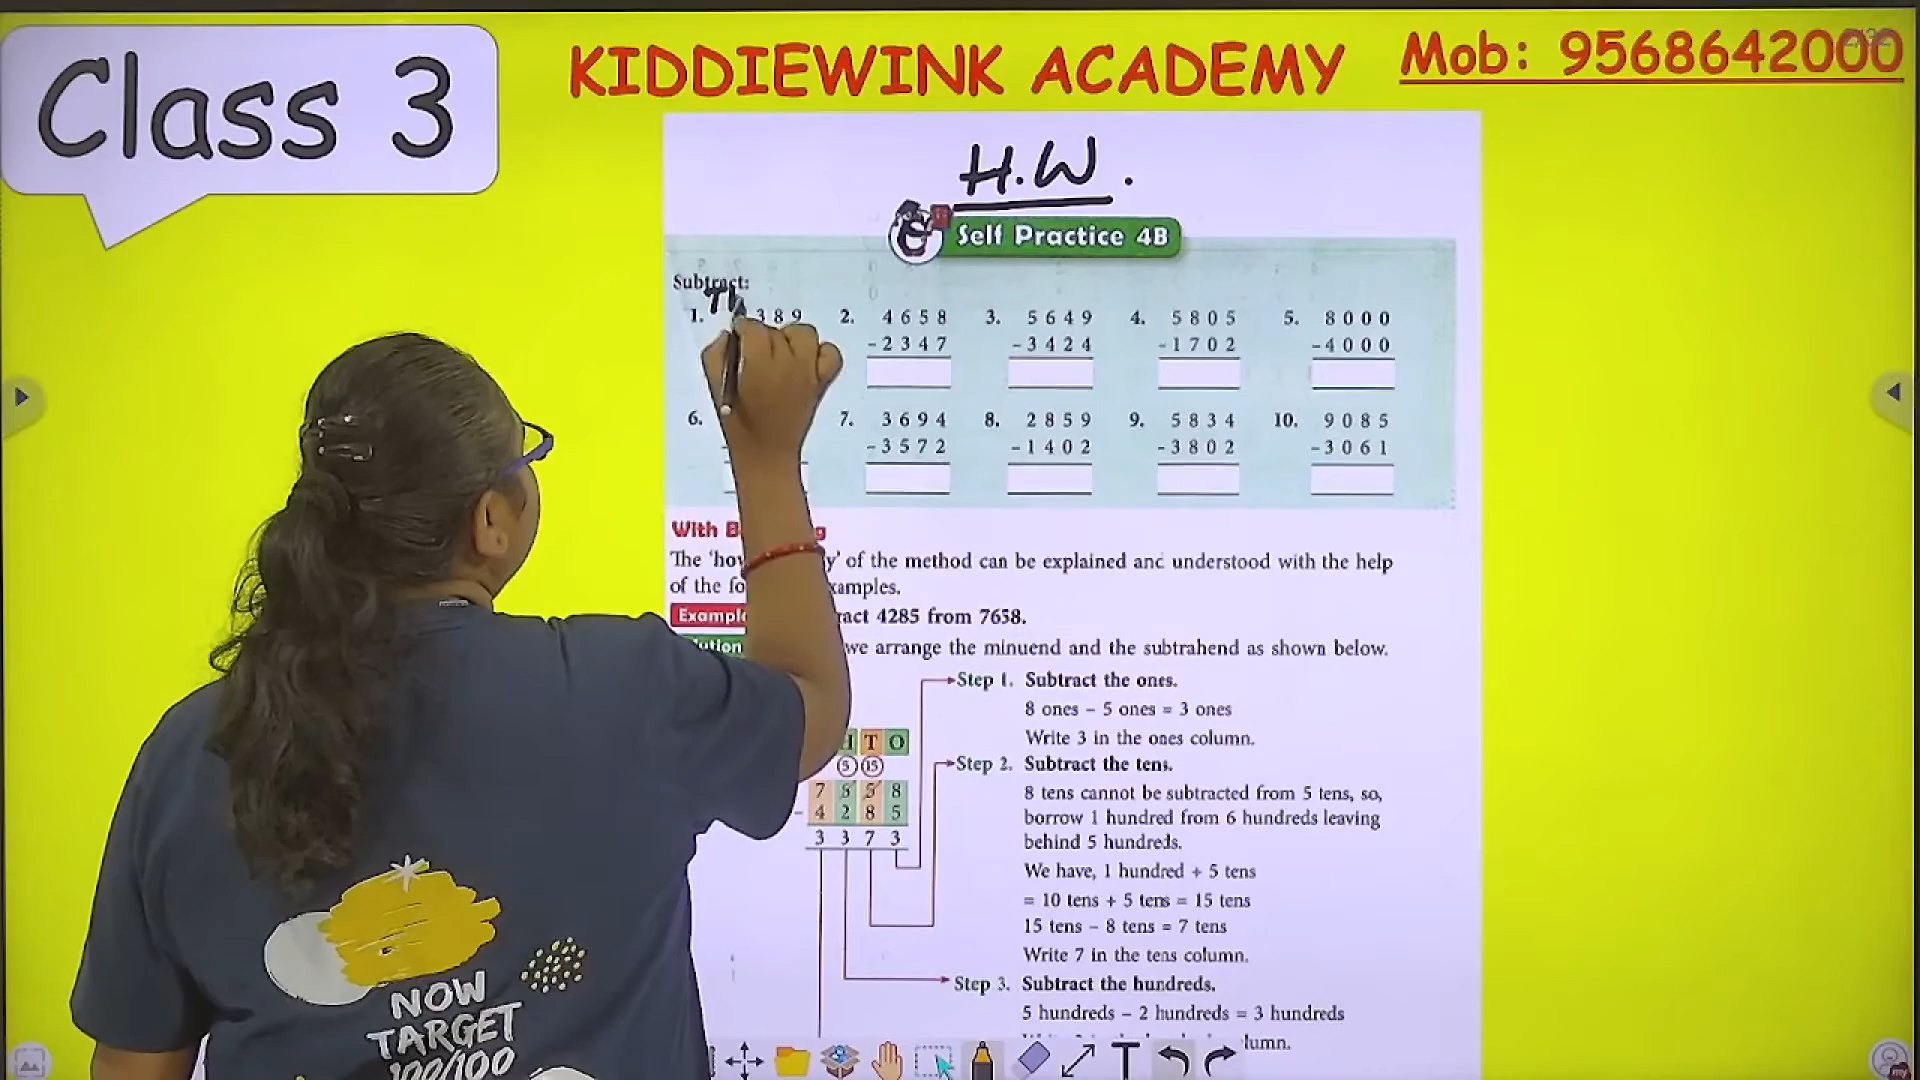 Class 3
KIDDIEWINK ACADEMY
Mob: 9568642000
H.W.
Self Practice 4B
Subtract:
Th
1. 389
2. 4658
-2347
3. 5649
-3424
4. 5805
-1702
5. 8000
-4000
6.
7. 3694
-3572
8. 2859
-1402
9. 5834
-3802
10. 9085
-3061
With
The of the method can be explained and understood with the help
of the
4285 from 7658.
we arrange the minuend and the subtrahend as shown below.
Step 1. Subtract the ones.
8 ones - 5 ones = 3 ones
Write 3 in the ones column.
T O
5 15
7 6 5 8
- 4 2 8 5
3 3 7 3
Step 2. Subtract the tens.
8 tens cannot be subtracted from 5 tens, so,
borrow 1 hundred from 6 hundreds leaving
behind 5 hundreds.
We have, 1 hundred + 5 tens
= 10 tens + 5 tens = 15 tens
15 tens - 8 tens = 7 tens
Write 7 in the tens column.
Step 3. Subtract the hundreds.
5 hundreds - 2 hundreds = 3 hundreds
NOW
TARGET
100/100